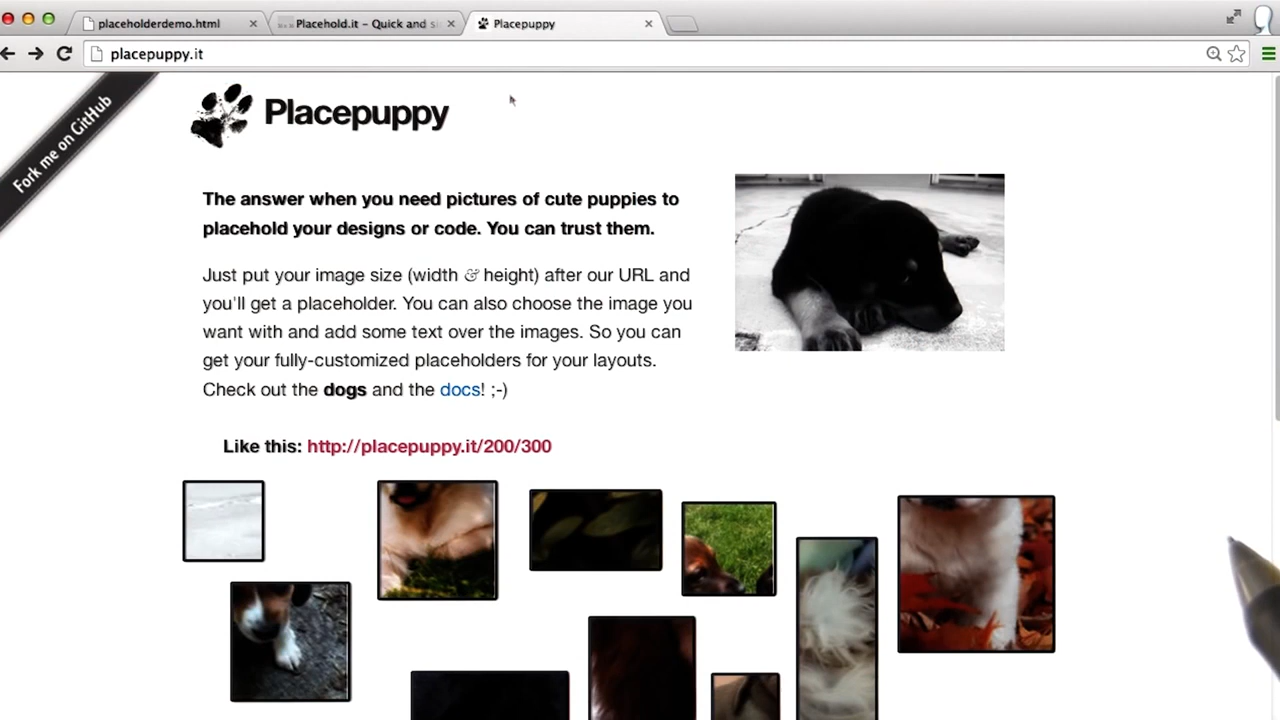 placeholderdemo.html
Placehold.it - Quick and si
Placepuppy
placepuppy.it
Fork me on GitHub
Placepuppy
The answer when you need pictures of cute puppies to
placehold your designs or code. You can trust them.
Just put your image size (width & height) after our URL and
you'll get a placeholder. You can also choose the image you
want with and add some text over the images. So you can
get your fully-customized placeholders for your layouts.
Check out the dogs and the docs! ;-)
Like this: http://placepuppy.it/200/300